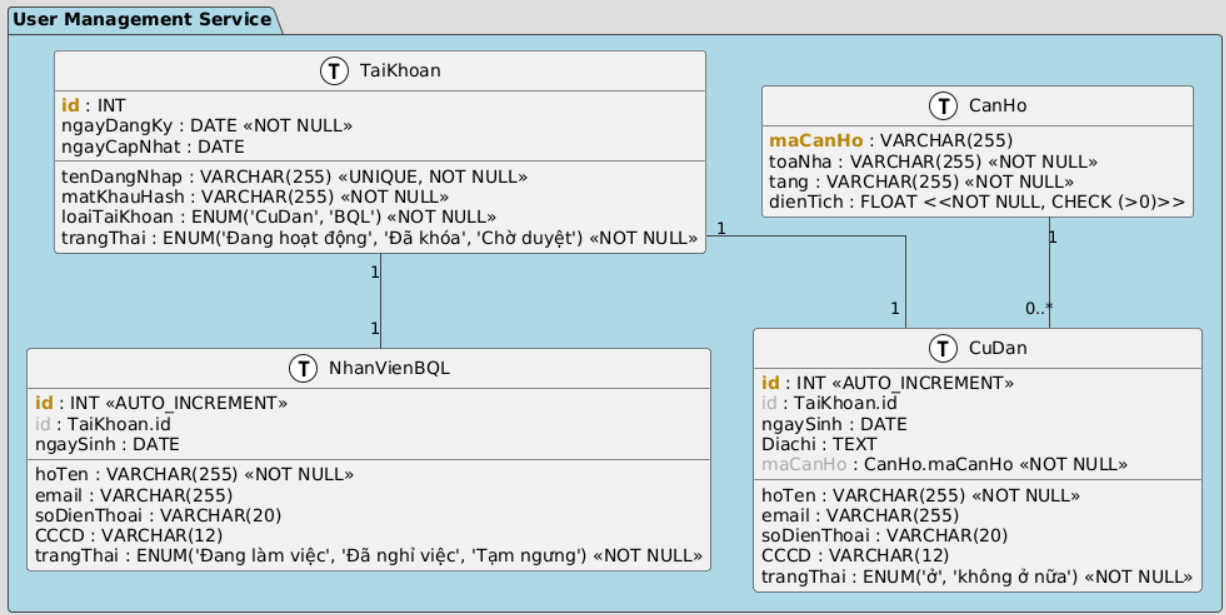 User Management Service
T TaiKhoan
id : INT
ngayDangKy : DATE «NOT NULL»
ngayCapNhat : DATE
tenDangNhap : VARCHAR(255) «UNIQUE, NOT NULL»
matKhauHash : VARCHAR(255) «NOT NULL»
loaiTaiKhoan : ENUM('CuDan', 'BQL') «NOT NULL»
trangThai : ENUM('Đang hoạt động', 'Đã khóa', 'Chờ duyệt') «NOT NULL»
T CanHo
maCanHo : VARCHAR(255)
toaNha : VARCHAR(255) «NOT NULL»
tang : VARCHAR(255) «NOT NULL»
dienTich : FLOAT <<NOT NULL, CHECK (>0)>>
1
1
1
1
1
0..*
T NhanVienBQL
id : INT «AUTO_INCREMENT»
id : TaiKhoan.id
ngaySinh : DATE
hoTen : VARCHAR(255) «NOT NULL»
email : VARCHAR(255)
soDienThoai : VARCHAR(20)
CCCD : VARCHAR(12)
trangThai : ENUM('Đang làm việc', 'Đã nghỉ việc', 'Tạm ngưng') «NOT NULL»
T CuDan
id : INT «AUTO_INCREMENT»
id : TaiKhoan.id
ngaySinh : DATE
Diachi : TEXT
maCanHo : CanHo.maCanHo «NOT NULL»
hoTen : VARCHAR(255) «NOT NULL»
email : VARCHAR(255)
soDienThoai : VARCHAR(20)
CCCD : VARCHAR(12)
trangThai : ENUM('ở', 'không ở nữa') «NOT NULL»